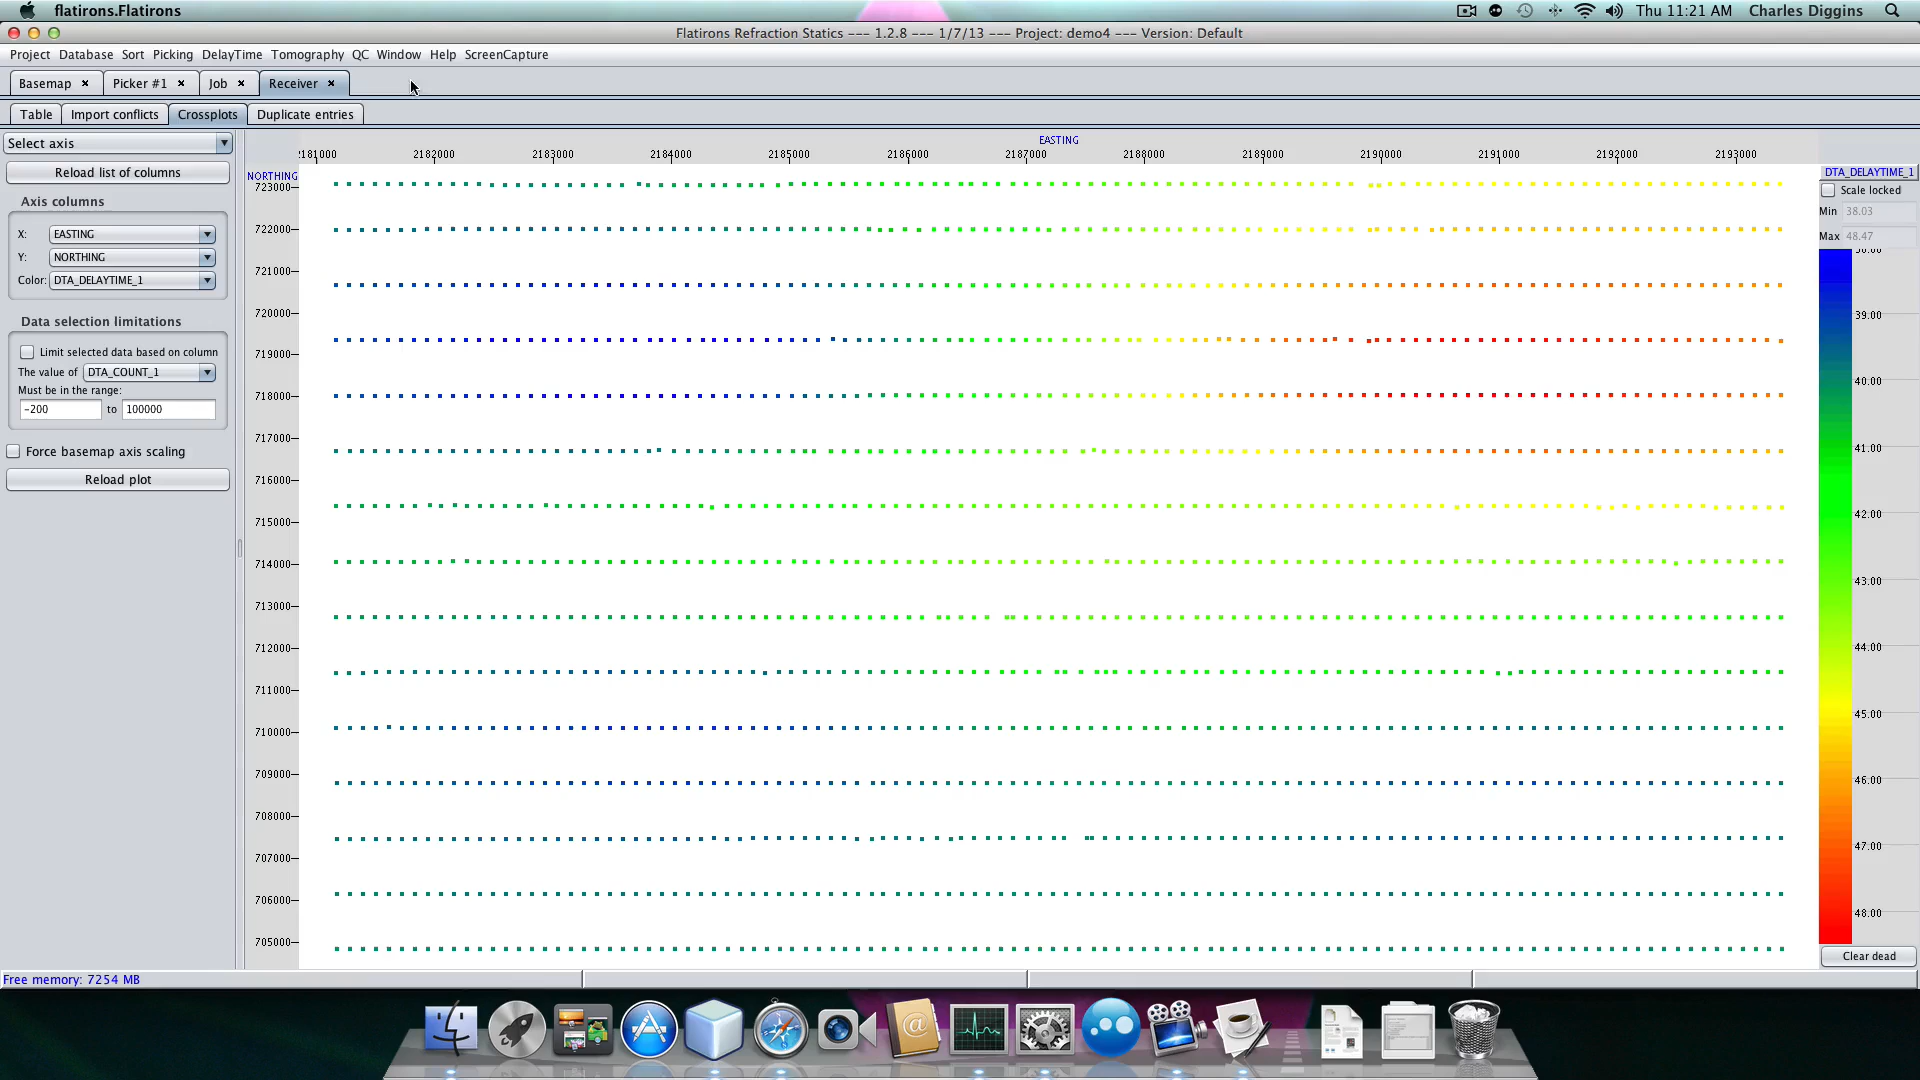 flatirons.Flatirons
Thu 11:21 AM Charles Diggins
Flatirons Refraction Statics --- 1.2.8 --- 1/7/13 --- Project: demo4 --- Version: Default
Project Database Sort Picking DelayTime Tomography QC Window Help ScreenCapture
Basemap × Picker #1 × Job × Receiver ×
Table Import conflicts Crossplots Duplicate entries
Select axis
Reload list of columns
Axis columns
X: EASTING
Y: NORTHING
Color: DTA_DELAYTIME_1
Data selection limitations
Limit selected data based on column
The value of DTA_COUNT_1
Must be in the range:
-200 to 100000
Force basemap axis scaling
Reload plot
EASTING
2181000 2182000 2183000 2184000 2185000 2186000 2187000 2188000 2189000 2190000 2191000 2192000 2193000
NORTHING
723000
722000
721000
720000
719000
718000
717000
716000
715000
714000
713000
712000
711000
710000
709000
708000
707000
706000
705000
DTA_DELAYTIME_1
Scale locked
Min 38.03
Max 48.47
39.00
40.00
41.00
42.00
43.00
44.00
45.00
46.00
47.00
48.00
Clear dead
Free memory: 7254 MB